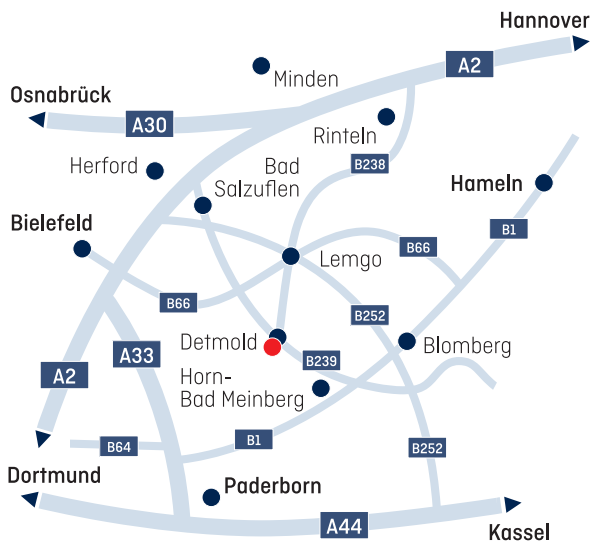 Hannover
A2
Minden
Osnabrück
A30
Rinteln
Herford
Bad
Salzuflen
B238
Hameln
Bielefeld
B1
B66
Lemgo
B66
B252
Detmold
B239
Blomberg
A33
A2
Horn-
Bad Meinberg
B1
B64
B252
Dortmund
Paderborn
A44
Kassel